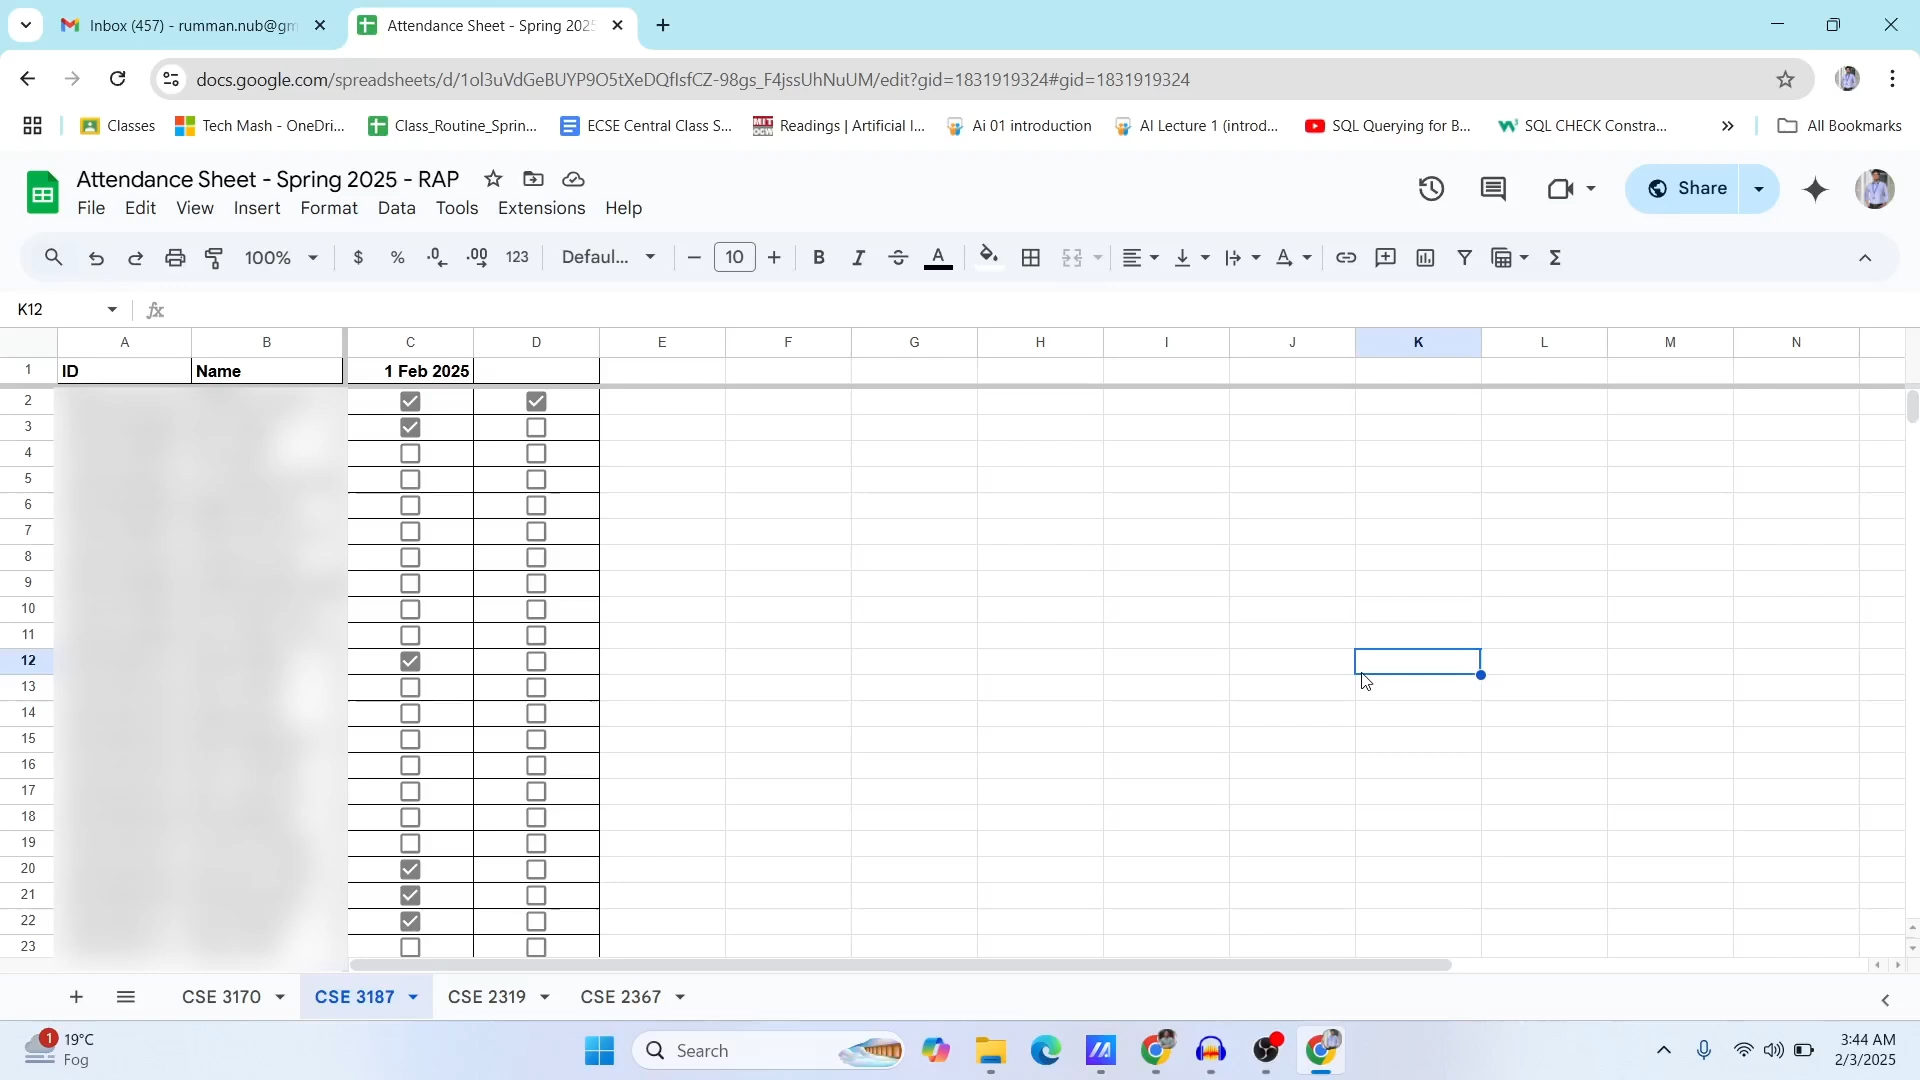 Inbox (457) - rumman.nub@gm
Attendance Sheet - Spring 2025
docs.google.com/spreadsheets/d/1ol3uVdGeBUYP9O5tXeDQflsfCZ-98gs_F4jssUhNuUM/edit?gid=1831919324#gid=1831919324
Classes
Tech Mash - OneDri...
Class_Routine_Sprin...
ECSE Central Class S...
MIT OCW
Readings | Artificial I...
Ai 01 introduction
AI Lecture 1 (introd...
SQL Querying for B...
SQL CHECK Constra...
»
All Bookmarks
Attendance Sheet - Spring 2025 - RAP
Share
File Edit View Insert Format Data Tools Extensions Help
100% $ % .0 .00 123 Defaul... − 10 + B I S A Σ
K12 fx
A B C D E F G H I J K L M N
1 ID Name 1 Feb 2025
2
3
4
5
6
7
8
9
10
11
12
13
14
15
16
17
18
19
20
21
22
23
CSE 3170 CSE 3187 CSE 2319 CSE 2367
1
19°C
Fog
Search
3:44 AM
2/3/2025